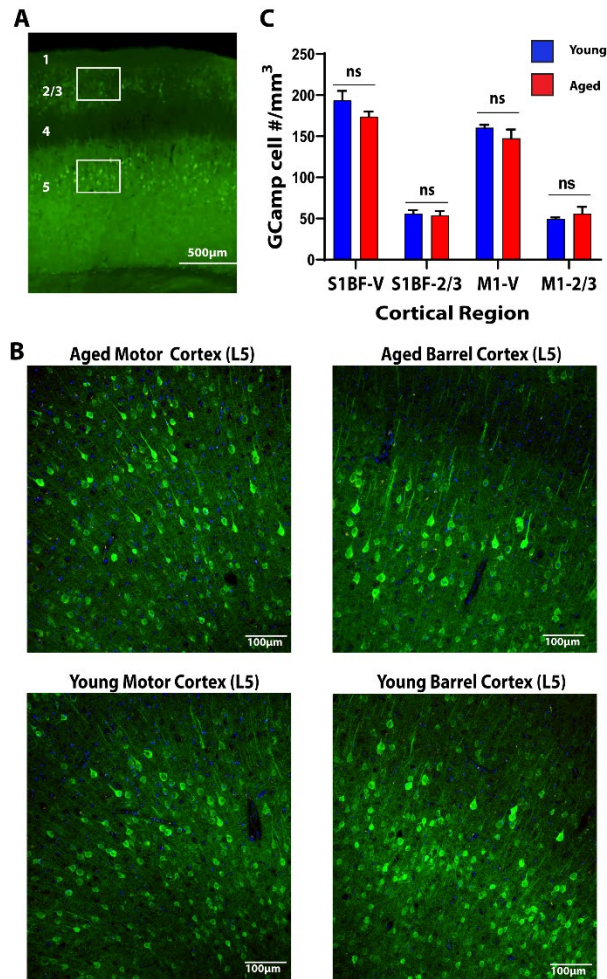 A
1
2/3
4
5
500μm
C
GCamp cell #/mm³
250
200
150
100
50
0
ns
ns
ns
ns
Young
Aged
S1BF-V S1BF-2/3 M1-V M1-2/3
Cortical Region
B
Aged Motor Cortex (L5)
100μm
Aged Barrel Cortex (L5)
100μm
Young Motor Cortex (L5)
100μm
Young Barrel Cortex (L5)
100μm